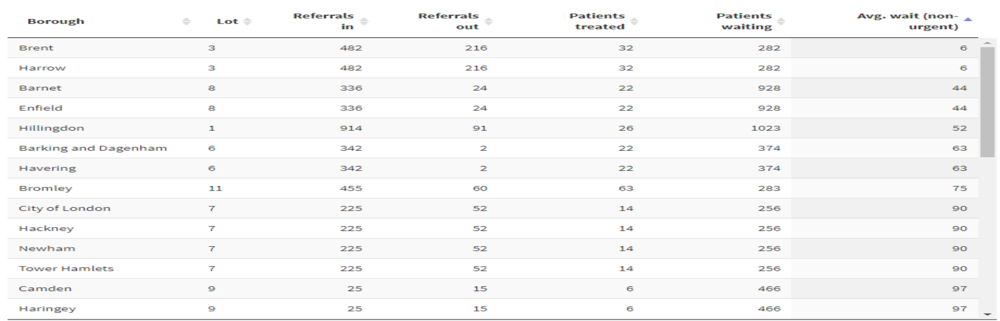 Borough Lot Referrals in Referrals out Patients treated Patients waiting Avg. wait (non-urgent)
Brent 3 482 216 32 282 6
Harrow 3 482 216 32 282 6
Barnet 8 336 24 22 928 44
Enfield 8 336 24 22 928 44
Hillingdon 1 914 91 26 1023 52
Barking and Dagenham 6 342 2 22 374 63
Havering 6 342 2 22 374 63
Bromley 11 455 60 63 283 75
City of London 7 225 52 14 256 90
Hackney 7 225 52 14 256 90
Newham 7 225 52 14 256 90
Tower Hamlets 7 225 52 14 256 90
Camden 9 25 15 6 466 97
Haringey 9 25 15 6 466 97